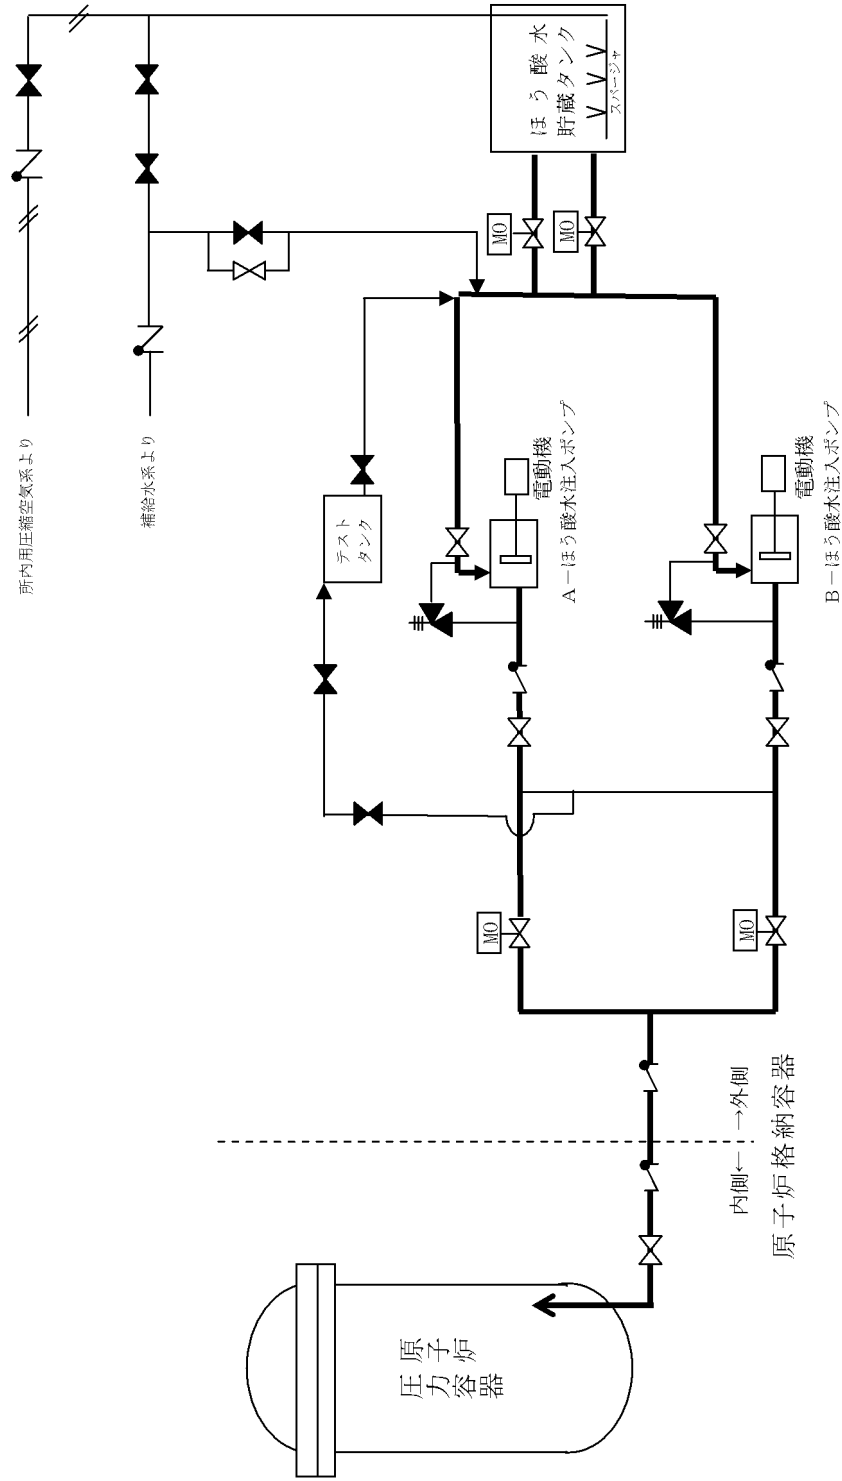 所内用圧縮空気系より
補給水系より
ほう酸水
貯蔵タンク
スパージャ
MO
MO
テスト
タンク
電動機
A－ほう酸水注入ポンプ
電動機
B－ほう酸水注入ポンプ
MO
MO
内側← →外側
原子炉格納容器
原子炉
圧力容器